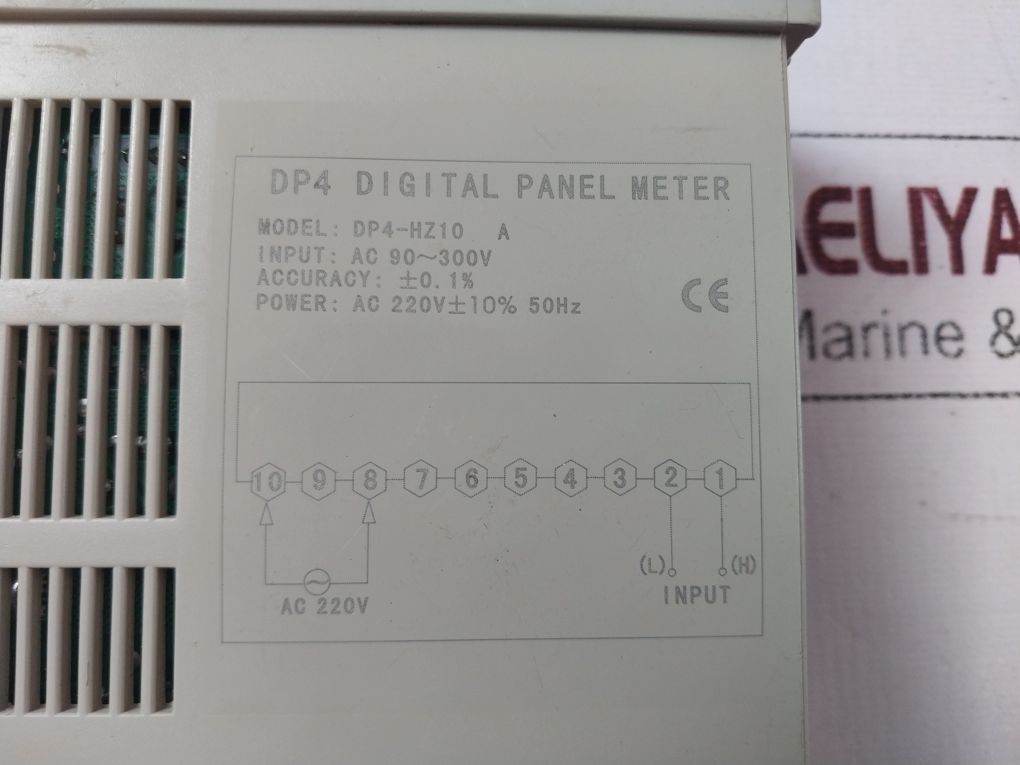 DP4 DIGITAL PANEL METER
MODEL: DP4-HZ10 A
INPUT: AC 90～300V
ACCURACY: ±0.1%
POWER: AC 220V±10% 50Hz
CE
10 9 8 7 6 5 4 3 2 1
(L) (H)
AC 220V
INPUT
AELIYA
Marine &